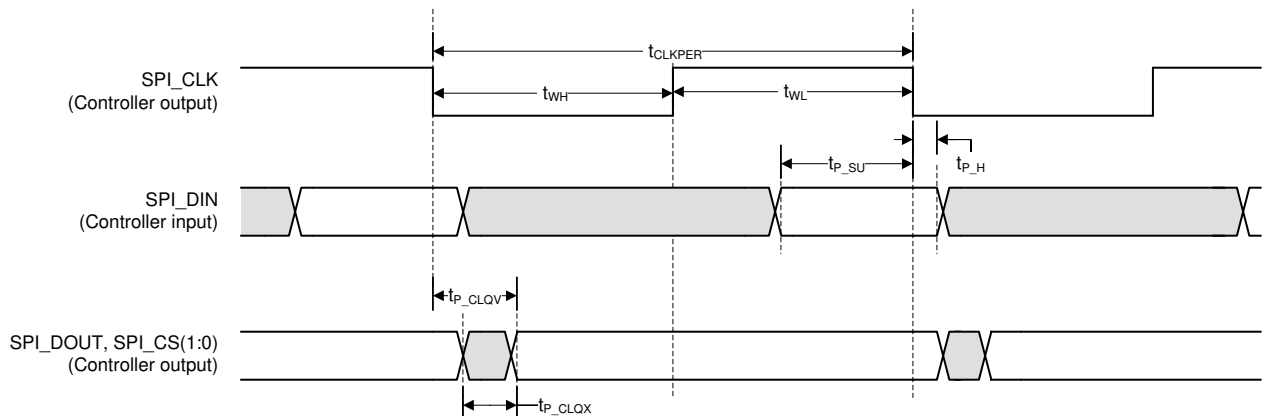 tCLKPER
SPI_CLK
(Controller output)
tWH
tWL
tP_SU
tP_H
SPI_DIN
(Controller input)
tP_CLQV
SPI_DOUT, SPI_CS(1:0)
(Controller output)
tP_CLQX